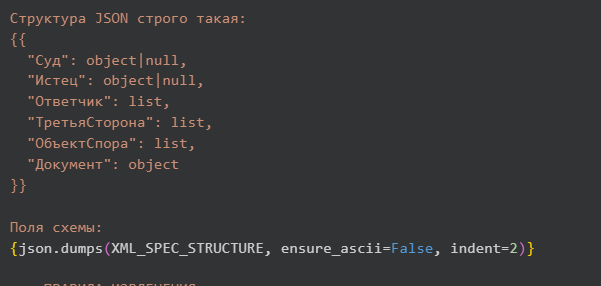 Структура JSON строго такая:
{{
  "Суд": object|null,
  "Истец": object|null,
  "Ответчик": list,
  "ТретьяСторона": list,
  "ОбъектСпора": list,
  "Документ": object
}}
Поля схемы:
{json.dumps(XML_SPEC_STRUCTURE, ensure_ascii=False, indent=2)}